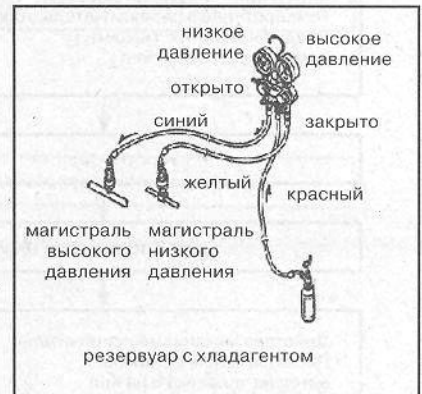 низкое
давление
высокое
давление
открыто
синий
закрыто
желтый
красный
магистраль
высокого
давления
магистраль
низкого
давления
резервуар с хладагентом